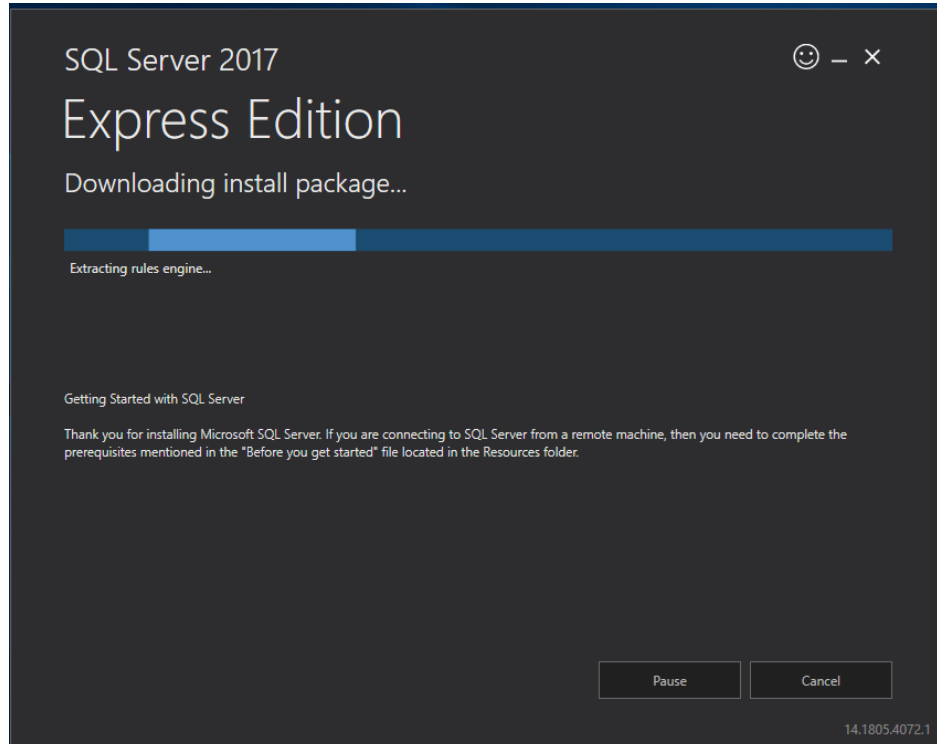 SQL Server 2017
Express Edition
Downloading install package...
Extracting rules engine...
Getting Started with SQL Server
Thank you for installing Microsoft SQL Server. If you are connecting to SQL Server from a remote machine, then you need to complete the
prerequisites mentioned in the "Before you get started" file located in the Resources folder.
Pause
Cancel
14.1805.4072.1